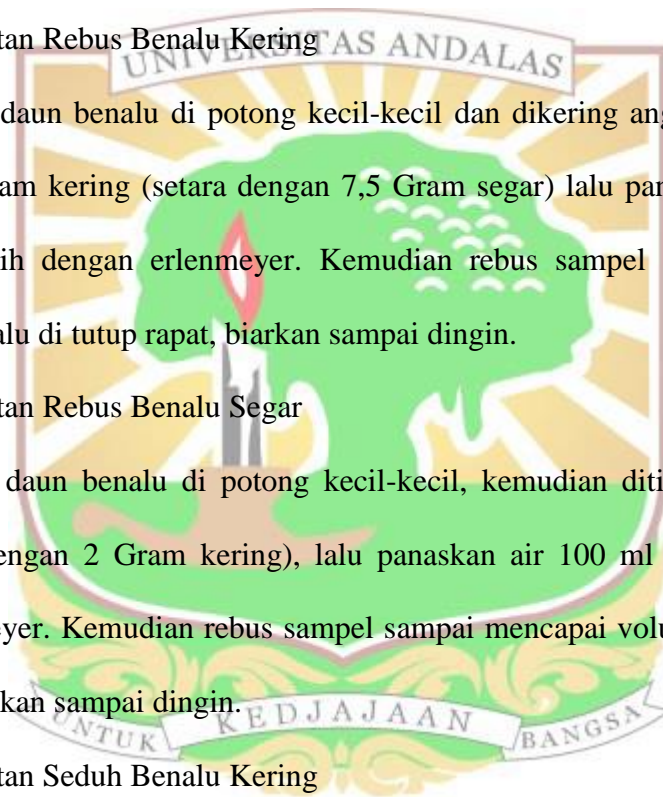 tan Rebus Benalu Kering
UNIVERSITAS ANDALAS
daun benalu di potong kecil-kecil dan dikering ang
am kering (setara dengan 7,5 Gram segar) lalu pan
ih dengan erlenmeyer. Kemudian rebus sampel
alu di tutup rapat, biarkan sampai dingin.
tan Rebus Benalu Segar
daun benalu di potong kecil-kecil, kemudian diti
engan 2 Gram kering), lalu panaskan air 100 ml
eyer. Kemudian rebus sampel sampai mencapai volu
kan sampai dingin.
UNTUK KEDJAJAAN BANGSA
tan Seduh Benalu Kering